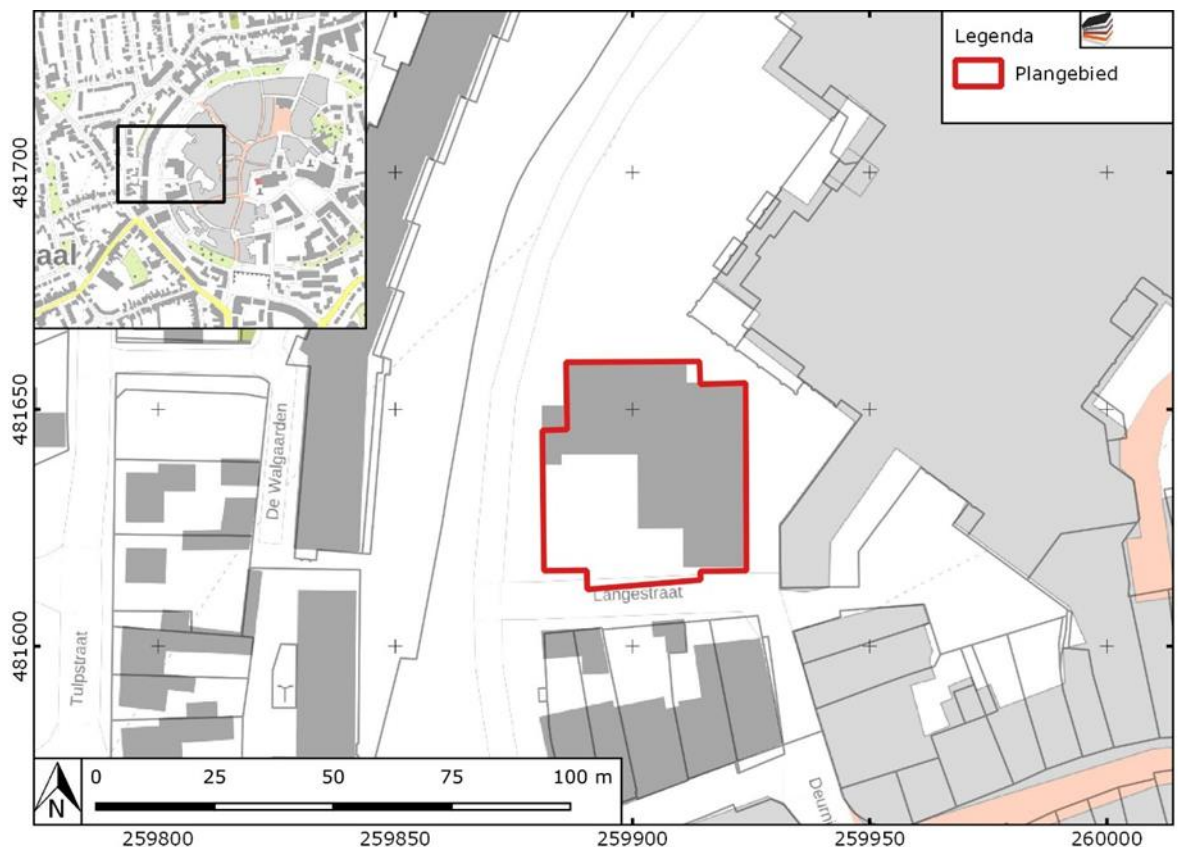 Legenda
Plangebied
aal
481700
481650
481600
De Walgaarden
Tulpstraat
Langestraat
Deurni
N
0 25 50 75 100 m
259800 259850 259900 259950 260000